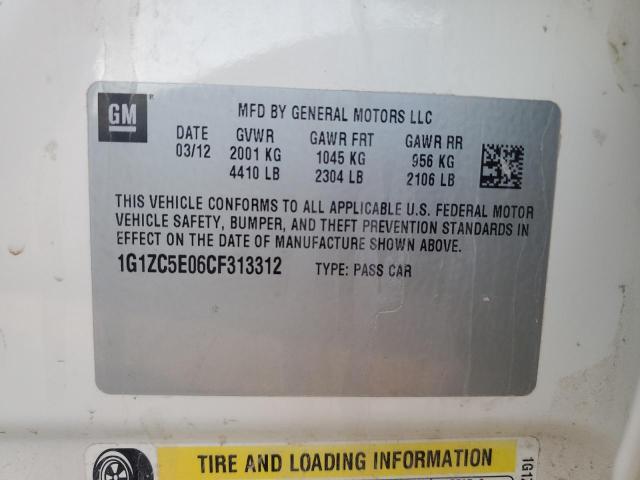 GM
MFD BY GENERAL MOTORS LLC
DATE GVWR GAWR FRT GAWR RR
03/12 2001 KG 1045 KG 956 KG
4410 LB 2304 LB 2106 LB
THIS VEHICLE CONFORMS TO ALL APPLICABLE U.S. FEDERAL MOTOR
VEHICLE SAFETY, BUMPER, AND THEFT PREVENTION STANDARDS IN
EFFECT ON THE DATE OF MANUFACTURE SHOWN ABOVE.
1G1ZC5E06CF313312 TYPE: PASS CAR
TIRE AND LOADING INFORMATION